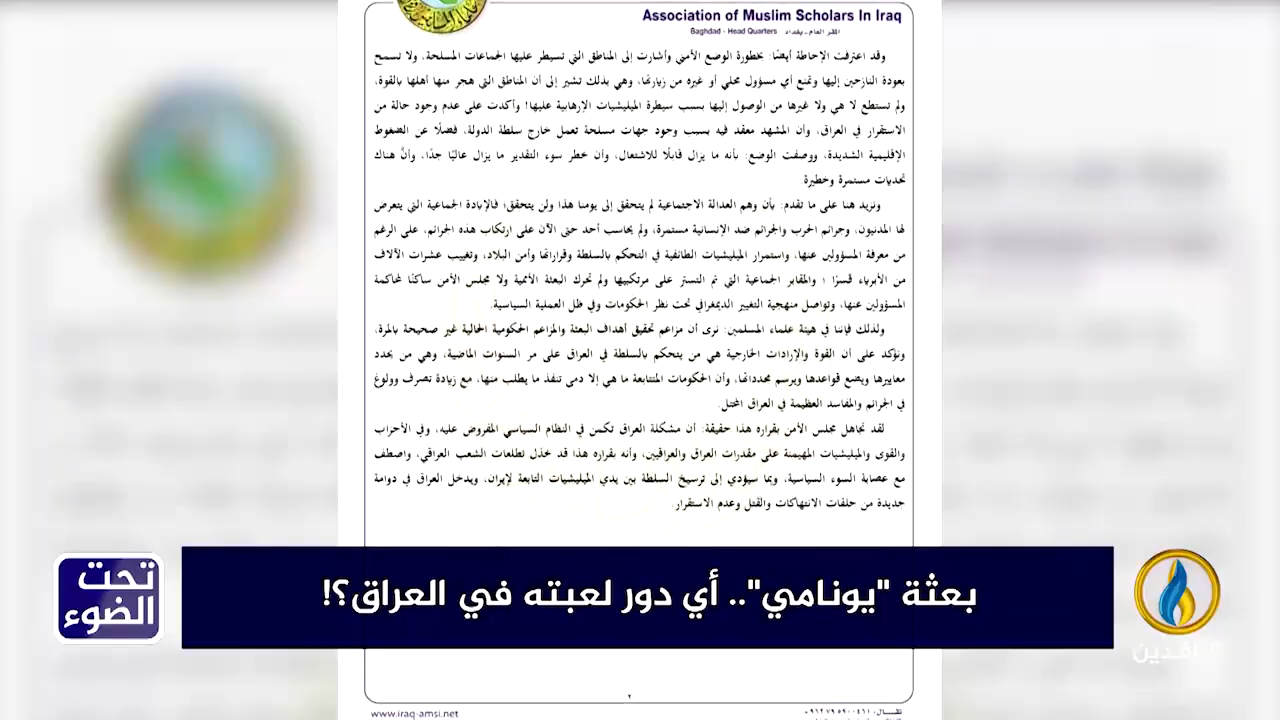 Association of Muslim Scholars In Iraq
Baghdad - Head Quarters المقر العام - بغداد
وقد اعترفت الإحاطة أيضًا: بخطورة الوضع الأمني وأشارت إلى المناطق التي تسيطر عليها الجماعات المسلحة، ولا تسمح
بعودة النازحين إليها وتمنع أي مسؤول محلي أو غيره من زيارتها، وهي بذلك تشير إلى أن المناطق التي هجر منها أهلها بالقوة،
ولم تستطع لا هي ولا غيرها من الوصول إليها بسبب سيطرة الميليشيات الإرهابية عليها! وأكدت على عدم وجود حالة من
الاستقرار في العراق، وأن المشهد معقد فيه بسبب وجود جهات مسلحة تعمل خارج سلطة الدولة، فضلًا عن الضغوط
الإقليمية الشديدة، ووصفت الوضع: بأنه ما يزال قابلًا للاشتعال، وأن خطر سوء التقدير ما يزال عاليًا جدًا، وأنَّ هناك
تحديات مستمرة وخطيرة
ونزيد هنا على ما تقدم: بأن وهم العدالة الاجتماعية لم يتحقق إلى يومنا هذا ولن يتحقق؛ فالإبادة الجماعية التي يتعرض
لها المدنيون، وجرائم الحرب والجرائم ضد الإنسانية مستمرة، ولم يحاسب أحد حتى الآن على ارتكاب هذه الجرائم، على الرغم
من معرفة المسؤولين عنها، واستمرار الميليشيات الطائفية في التحكم بالسلطة وقراراتها وأمن البلاد، وتغييب عشرات الآلاف
من الأبرياء قسرًا ؛ والمقابر الجماعية التي تم التستر على مرتكبيها ولم تحرك البعثة الأممية ولا مجلس الأمن ساكنًا لمحاكمة
المسؤولين عنها، وتواصل منهجية التغيير الديمغرافي تحت نظر الحكومات وفي ظل العملية السياسية.
ولذلك فإننا في هيئة علماء المسلمين: نرى أن مزاعم تحقيق أهداف البعثة والمزاعم الحكومية الحالية غير صحيحة بالمرة،
ونؤكد على أن القوة والإرادات الخارجية هي من يتحكم بالسلطة في العراق على مر السنوات الماضية، وهي من يحدد
معاييرها ويضع قواعدها ويرسم محدداتها، وأن الحكومات المتتابعة ما هي إلا دمى تنفذ ما يطلب منها، مع زيادة تصرف وولوغ
في الجرائم والمفاسد العظيمة في العراق المحتل.
لقد تجاهل مجلس الأمن بقراره هذا حقيقة: أن مشكلة العراق تكمن في النظام السياسي المفروض عليه، وفي الأحزاب
والقوى والميليشيات المهيمنة على مقدرات العراق والعراقيين، وأنه بقراره هذا قد خذل تطلعات الشعب العراقي، واصطف
مع عصابة السوء السياسية، وبما سيؤدي إلى ترسيخ السلطة بين يدي الميليشيات التابعة لإيران، ويدخل العراق في دوامة
جديدة من حلقات الانتهاكات والقتل وعدم الاستقرار.
تحت
الضوء
بعثة "يونامي".. أي دور لعبته في العراق؟!
٢
www.iraq-amsi.net